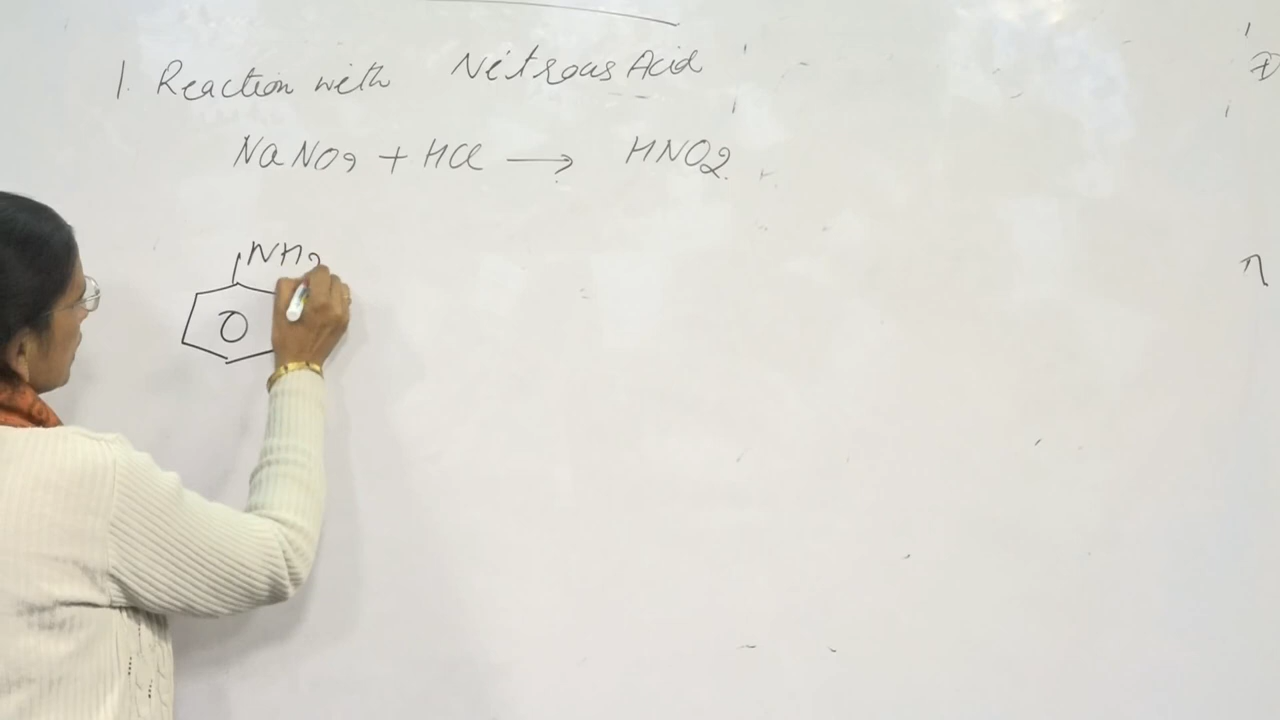 1. Reaction with Nitrous Acid
NaNO2 + HCl ⟶ HNO2
NH2